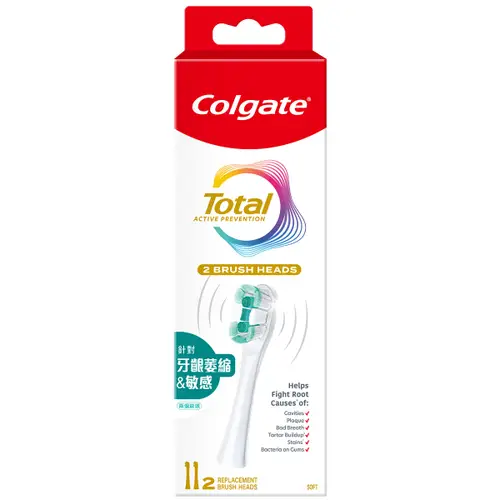 Colgate®
Total
ACTIVE PREVENTION
2 BRUSH HEADS
針對
牙齦萎縮
&敏感
Helps
Fight Root
Causes of:
Cavities ✓
Plaque ✓
Bad Breath ✓
Tartar Buildup ✓
Stains ✓
Bacteria on Gums ✓
2 REPLACEMENT
BRUSH HEADS
SOFT